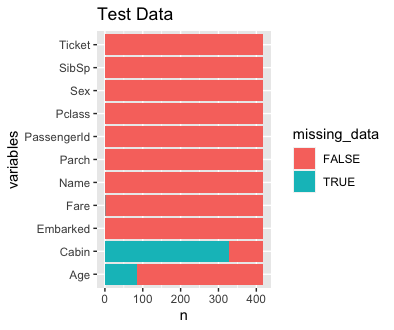 Test Data
variables
Ticket
SibSp
Sex
Pclass
PassengerId
Parch
Name
Fare
Embarked
Cabin
Age
0 100 200 300 400
n
missing_data
FALSE
TRUE